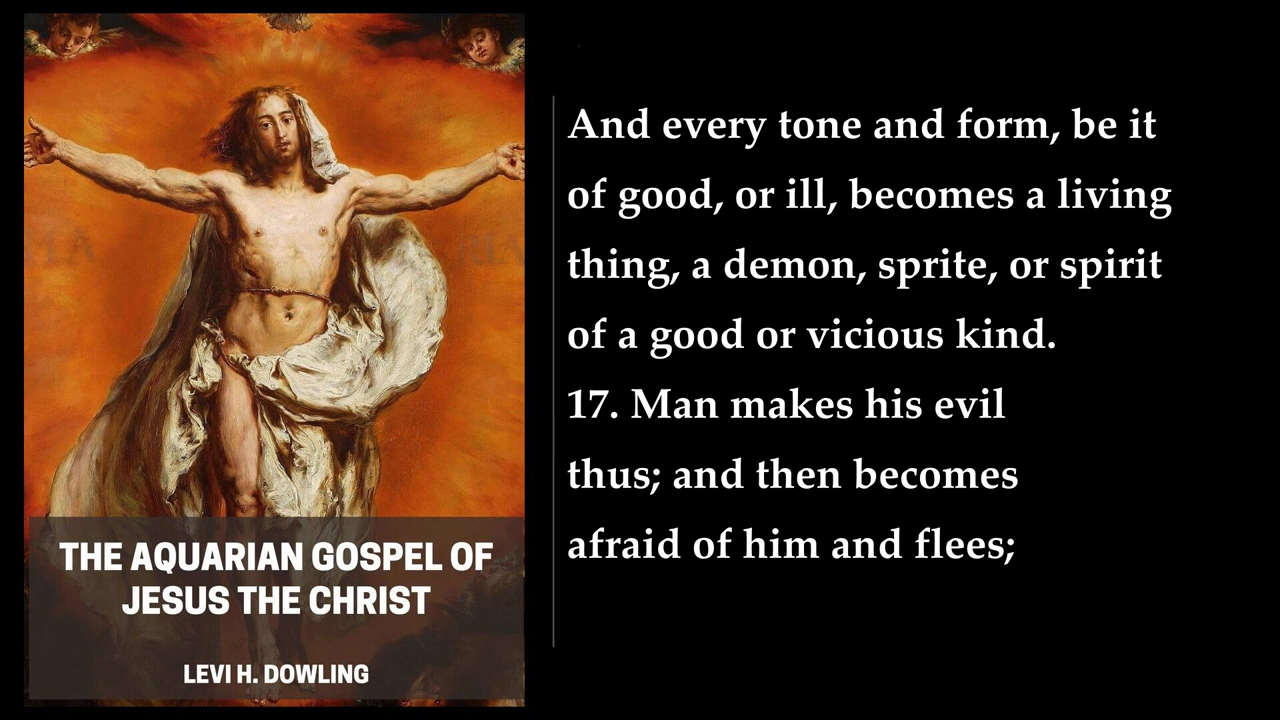 And every tone and form, be it
of good, or ill, becomes a living
thing, a demon, sprite, or spirit
of a good or vicious kind.
17. Man makes his evil
thus; and then becomes
afraid of him and flees;
THE AQUARIAN GOSPEL OF
JESUS THE CHRIST
LEVI H. DOWLING